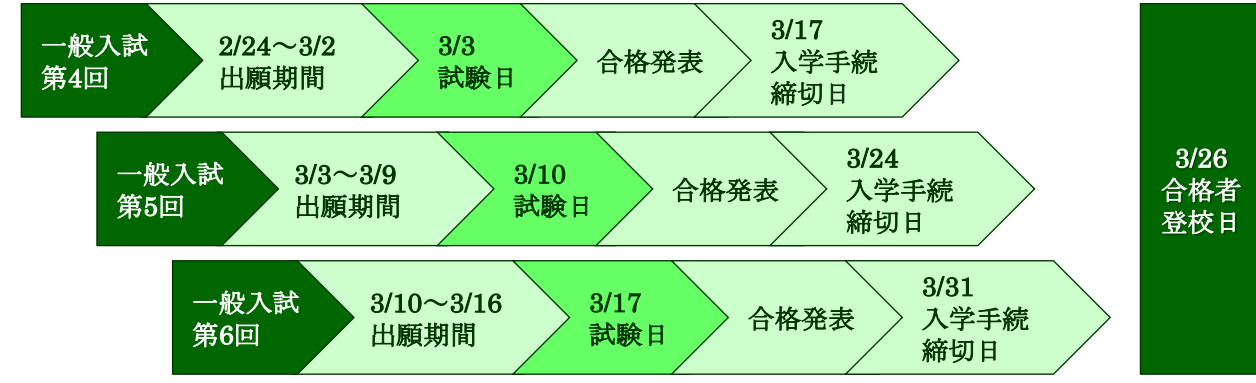 一般入試
第4回
2/24～3/2
出願期間
3/3
試験日
合格発表
3/17
入学手続
締切日
一般入試
第5回
3/3～3/9
出願期間
3/10
試験日
合格発表
3/24
入学手続
締切日
一般入試
第6回
3/10～3/16
出願期間
3/17
試験日
合格発表
3/31
入学手続
締切日
3/26
合格者
登校日